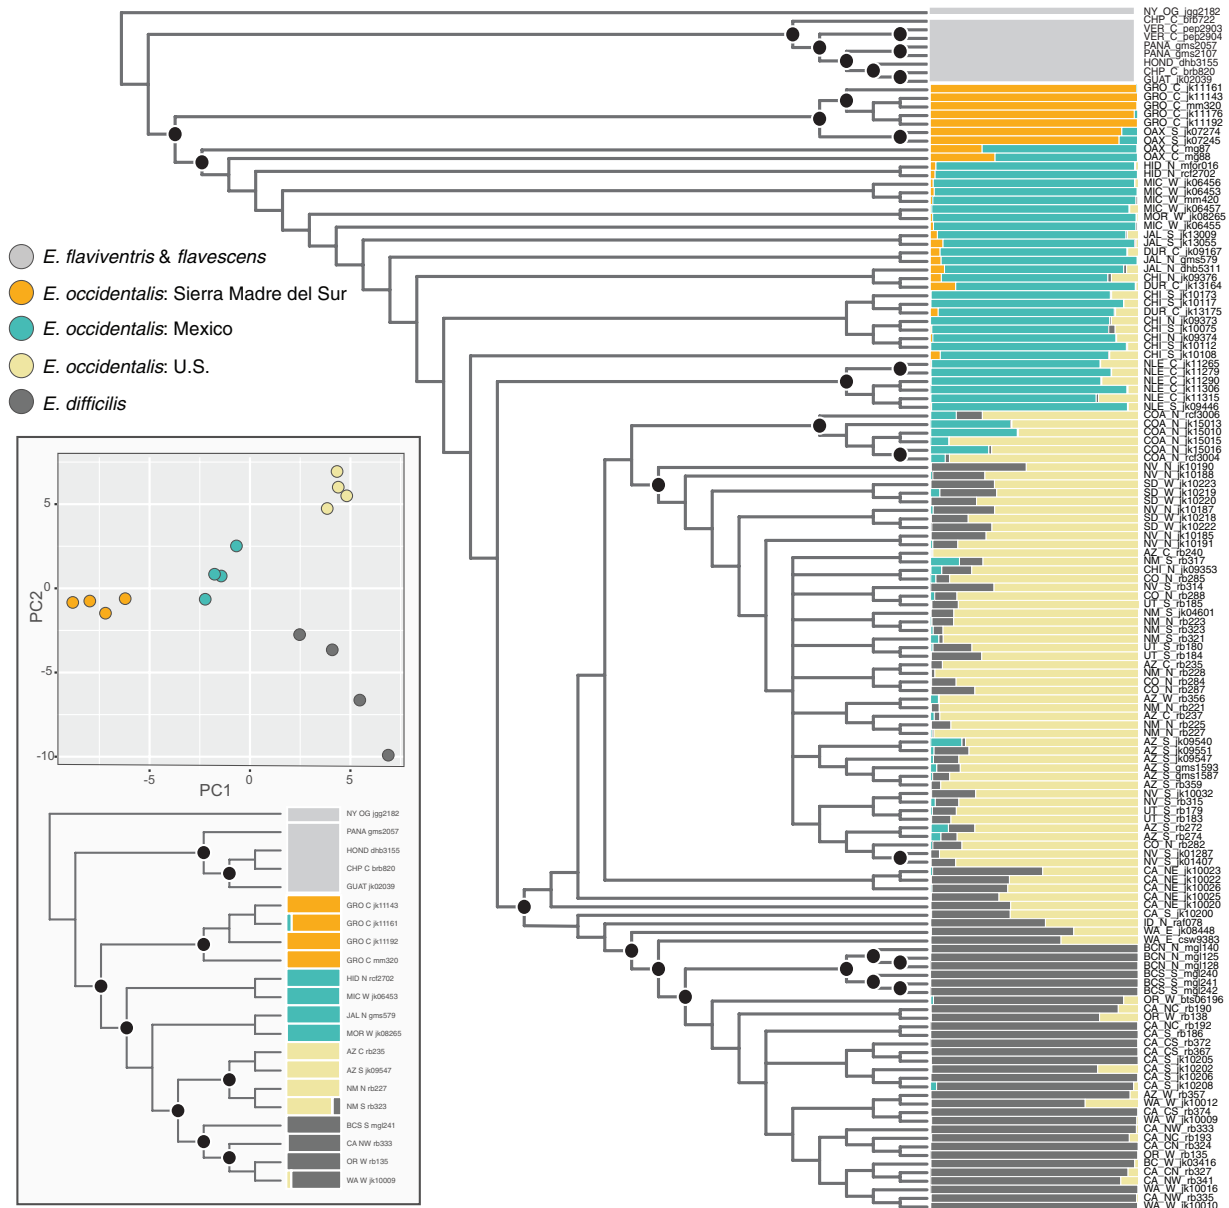 NY_OG_jgg2182
CHP_C_brb722
VER_C_pep2903
VER_C_pep2904
PANA_gms2057
PANA_gms2107
HOND_dhb3155
CHP_C_brb820
GUAT_jk02039
GRO_C_jk11161
GRO_C_jk11143
GRO_C_mm320
GRO_C_jk11176
GRO_C_jk11192
OAX_S_jk07274
OAX_S_jk07245
OAX_C_mg87
OAX_C_mg88
HID_N_mfor016
HID_N_rcf2702
MIC_W_jk06456
MIC_W_jk06453
MIC_W_mm420
MIC_W_jk06457
MOR_W_jk08265
MIC_W_jk06455
JAL_S_jk13009
JAL_S_jk13055
DUR_C_jk09167
JAL_N_gms579
JAL_N_dhb5311
CHI_N_jk09376
DUR_C_jk13164
CHI_S_jk10173
CHI_S_jk10117
DUR_C_jk13175
CHI_N_jk09373
CHI_S_jk10075
CHI_N_jk09374
CHI_S_jk10112
CHI_S_jk10108
NLE_C_jk11265
NLE_C_jk11279
NLE_C_jk11290
NLE_C_jk11306
NLE_C_jk11315
NLE_S_jk09446
COA_N_rcf3006
COA_N_jk15013
COA_N_jk15010
COA_N_jk15015
COA_N_jk15016
COA_N_rcf3004
NV_N_jk10190
NV_N_jk10188
SD_W_jk10223
SD_W_jk10219
SD_W_jk10220
NV_N_jk10187
SD_W_jk10218
SD_W_jk10222
NV_N_jk10185
NV_N_jk10191
AZ_C_rb240
NM_S_rb317
CHI_N_jk09353
CO_N_rb285
NV_S_rb314
CO_N_rb288
UT_S_rb185
NM_S_jk04601
NM_N_rb223
NM_S_rb323
NM_S_rb321
UT_S_rb180
UT_S_rb184
AZ_C_rb235
NM_N_rb228
CO_N_rb284
CO_N_rb287
AZ_W_rb356
NM_N_rb221
AZ_C_rb237
NM_N_rb225
NM_N_rb227
AZ_S_jk09540
AZ_S_jk09551
AZ_S_jk09547
AZ_S_gms1593
AZ_S_gms1587
AZ_S_rb359
NV_S_jk10032
NV_S_rb315
UT_S_rb179
UT_S_rb183
AZ_S_rb272
AZ_S_rb274
CO_N_rb282
NV_S_jk01287
NV_S_jk01407
CA_NE_jk10023
CA_NE_jk10022
CA_NE_jk10026
CA_NE_jk10025
CA_NE_jk10020
CA_S_jk10200
ID_N_raf078
WA_E_jk08448
WA_E_csw9383
BCN_N_mgl140
BCN_N_mgl125
BCN_N_mgl128
BCS_S_mgl240
BCS_S_mgl241
BCS_S_mgl242
OR_W_bts06196
CA_NC_rb190
OR_W_rb138
CA_NC_rb192
CA_S_rb186
CA_CS_rb372
CA_CS_rb367
CA_S_jk10205
CA_S_jk10202
CA_S_jk10206
CA_S_jk10208
AZ_W_rb357
WA_W_jk10012
CA_CS_rb374
WA_W_jk10009
CA_NW_rb333
CA_NC_rb193
CA_CN_rb324
OR_W_rb135
BC_W_jk03416
CA_CN_rb327
CA_NW_rb341
WA_W_jk10016
CA_NW_rb335
WA_W_jk10010
E. flaviventris & flavescens
E. occidentalis: Sierra Madre del Sur
E. occidentalis: Mexico
E. occidentalis: U.S.
E. difficilis
5
0
-5
-10
PC2
-5
0
5
PC1
NY OG jgg2182
PANA gms2057
HOND dhb3155
CHP C brb820
GUAT jk02039
GRO C jk11143
GRO C jk11161
GRO C jk11192
GRO C mm320
HID N rcf2702
MIC W jk06453
JAL N gms579
MOR W jk08265
AZ C rb235
AZ S jk09547
NM N rb227
NM S rb323
BCS S mgl241
CA NW rb333
OR W rb135
WA W jk10009